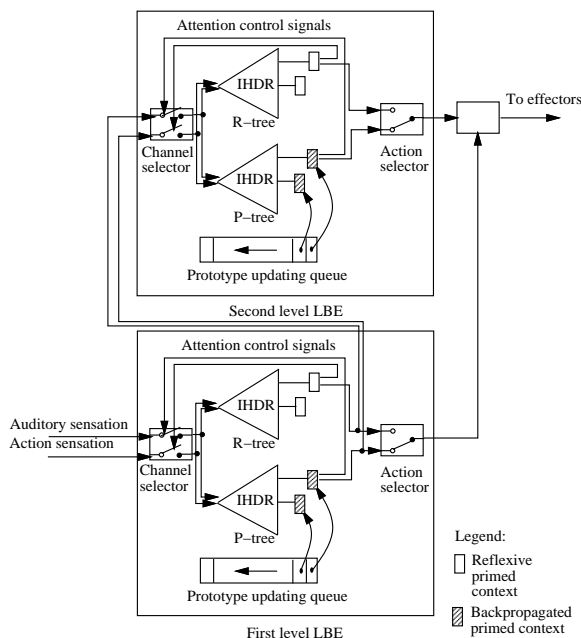 Attention control signals
IHDR
R−tree
To effectors
Channel
selector
IHDR
P−tree
Action
selector
Prototype updating queue
Second level LBE
Attention control signals
IHDR
R−tree
Auditory sensation
Action sensation
Channel
selector
IHDR
P−tree
Action
selector
Prototype updating queue
First level LBE
Legend:
Reflexive
primed
context
Backpropagated
primed context